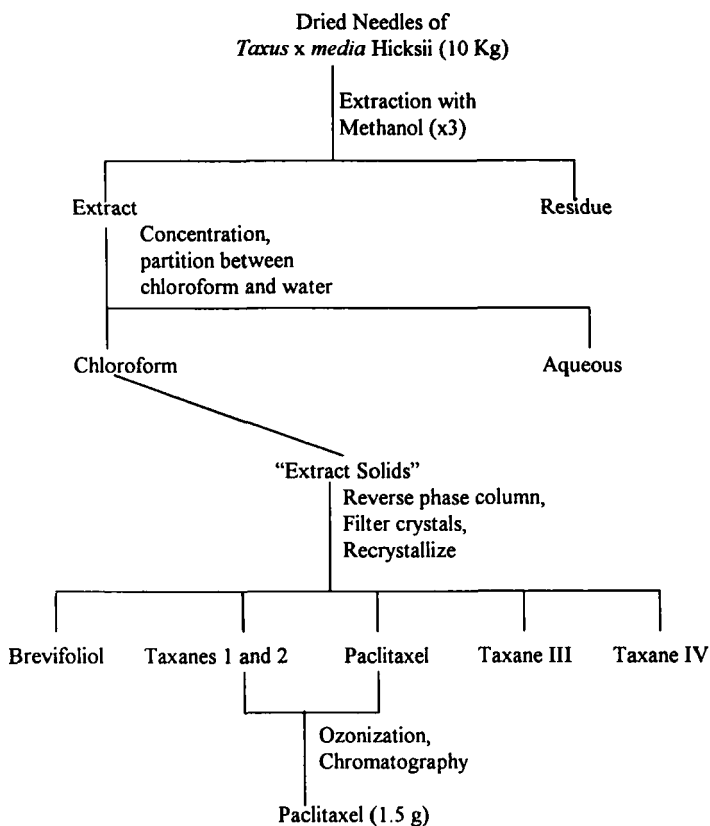 Dried Needles of
Taxus x media Hicksii (10 Kg)
Extraction with
Methanol (x3)
Extract
Residue
Concentration,
partition between
chloroform and water
Chloroform
Aqueous
“Extract Solids”
Reverse phase column,
Filter crystals,
Recrystallize
Brevifoliol
Taxanes 1 and 2
Paclitaxel
Taxane III
Taxane IV
Ozonization,
Chromatography
Paclitaxel (1.5 g)